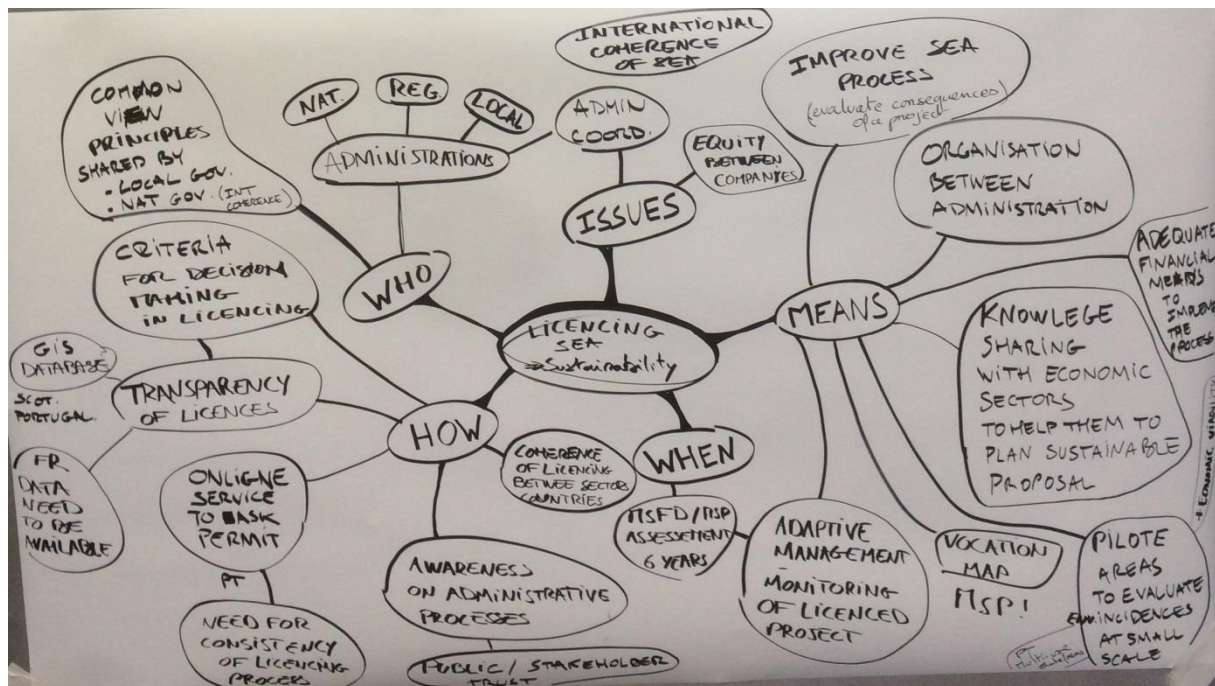 INTERNATIONAL
COHERENCE
OF SEA
COMMON
VIEW
PRINCIPLES
SHARED BY
• LOCAL GOV.
• NAT GOV. (INT
COHERENCE)
NAT.
REG.
LOCAL
ADMINISTRATIONS
ADMIN
COORD.
EQUITY
BETWEEN
COMPANIES
ISSUES
WHO
IMPROVE SEA
PROCESS
(evaluate consequences
of a project)
ORGANISATION
BETWEEN
ADMINISTRATION
ADEQUATE
FINANCIAL
MEANS
TO
THE
PROCESS
MEANS
KNOWLEGE
SHARING
WITH ECONOMIC
SECTORS
TO HELP THEM TO
PLAN SUSTAINABLE
PROPOSAL
LICENCING
SEA
⇒ Sustainability
CRITERIA
FOR DECISION
MAKING
IN LICENCING
GIS
DATABASE
SCOT.
PORTUGAL.
TRANSPARENCY
OF LICENCES
FR
DATA
NEED
TO BE
AVAILABLE
HOW
ONLIGNE
SERVICE
TO ASK
PERMIT
PT
NEED FOR
CONSISTENCY
OF LICENCING
PROCESS
COHERENCE
OF LICENCING
BETWEE SECTORS
COUNTRIES
AWARENESS
ON ADMINISTRATIVE
PROCESSES
PUBLIC / STAKEHOLDER
TRUST
WHEN
MSFD/MSP
ASSESSEMENT
6 YEARS
ADAPTIVE
MANAGEMENT
MONITORING
OF LICENCED
PROJECT
VOCATION
MAP
MSP!
PILOTE
AREAS
TO EVALUATE
INCIDENCES
AT SMALL
SCALE
PT